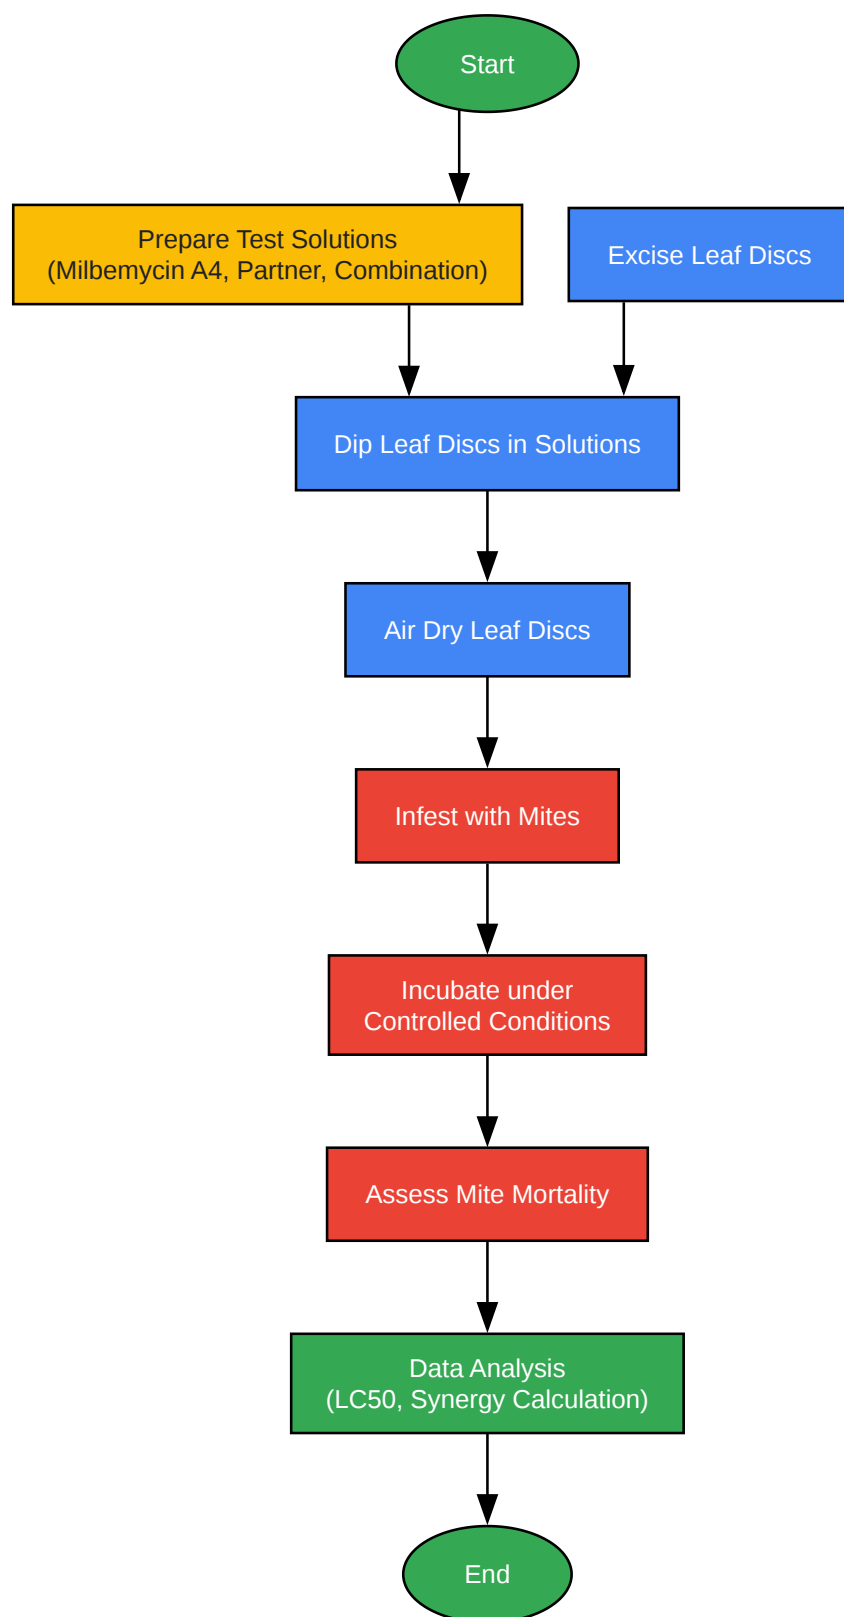 Start
Prepare Test Solutions
(Milbemycin A4, Partner, Combination)
Excise Leaf Discs
Dip Leaf Discs in Solutions
Air Dry Leaf Discs
Infest with Mites
Incubate under
Controlled Conditions
Assess Mite Mortality
Data Analysis
(LC50, Synergy Calculation)
End